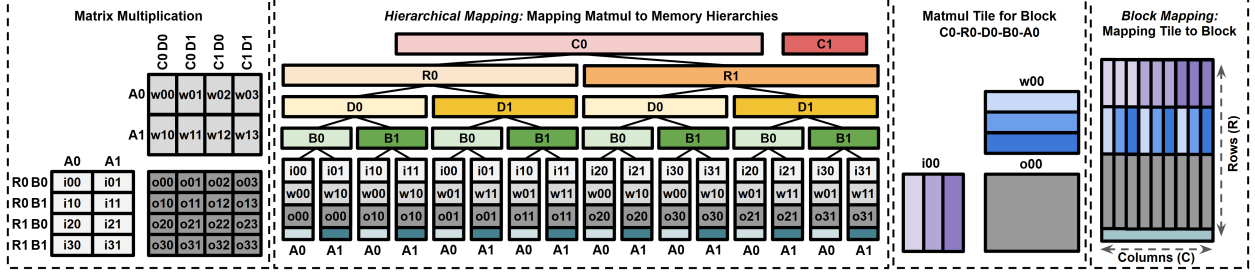 Matrix Multiplication
C0 D0
C0 D1
C1 D0
C1 D1
A0 w00 w01 w02 w03
A1 w10 w11 w12 w13
A0 A1
R0 B0 i00 i01 o00 o01 o02 o03
R0 B1 i10 i11 o10 o11 o12 o13
R1 B0 i20 i21 o20 o21 o22 o23
R1 B1 i30 i31 o30 o31 o32 o33
Hierarchical Mapping: Mapping Matmul to Memory Hierarchies
C0 C1
R0 R1
D0 D1 D0 D1
B0 B1 B0 B1 B0 B1 B0 B1
i00 i01 i10 i11 i00 i01 i10 i11 i20 i21 i30 i31 i20 i21 i30 i31
w00 w10 w00 w10 w01 w11 w01 w11 w00 w10 w00 w10 w01 w11 w01 w11
o00 o00 o10 o10 o01 o01 o11 o11 o20 o20 o30 o30 o21 o21 o31 o31
A0 A1 A0 A1 A0 A1 A0 A1 A0 A1 A0 A1 A0 A1 A0 A1
Matmul Tile for Block
C0-R0-D0-B0-A0
w00
i00
o00
Block Mapping:
Mapping Tile to Block
Rows (R)
Columns (C)